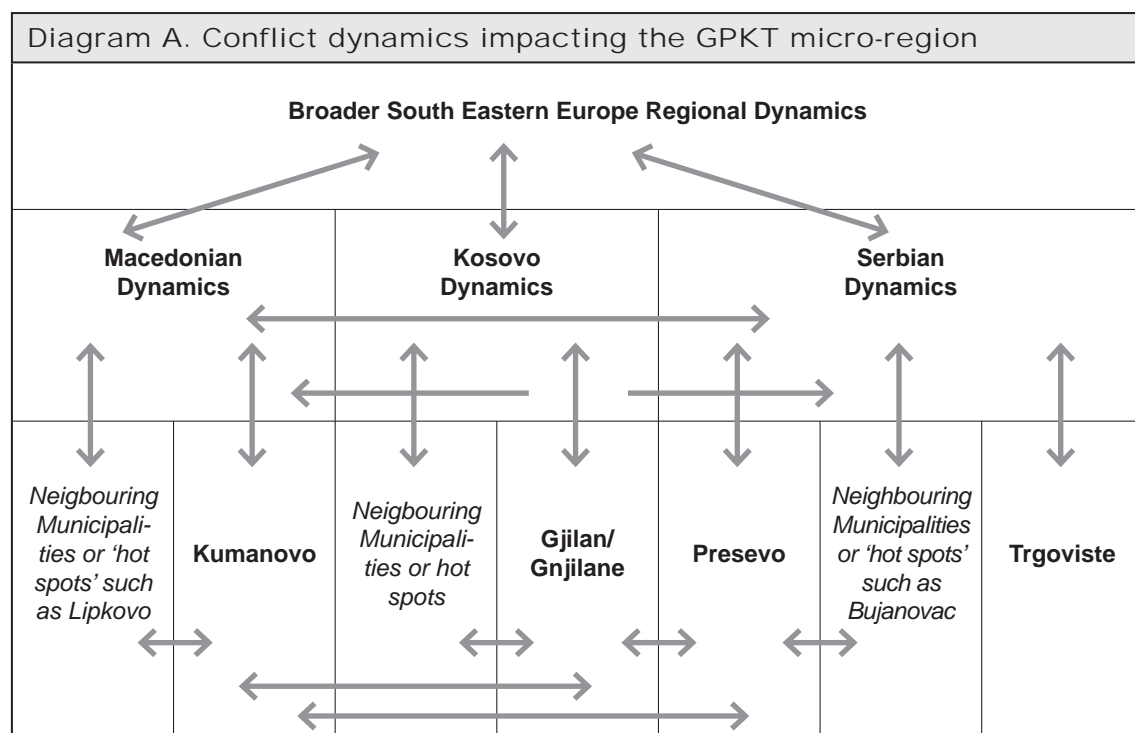 Diagram A. Conflict dynamics impacting the GPKT micro-region
Broader South Eastern Europe Regional Dynamics
Macedonian
Dynamics
Kosovo
Dynamics
Serbian
Dynamics
Neigbouring
Municipali-
ties or ‘hot
spots’ such
as Lipkovo
Kumanovo
Neigbouring
Municipali-
ties or hot
spots
Gjilan/
Gnjilane
Presevo
Neighbouring
Municipalities
or ‘hot spots’
such as
Bujanovac
Trgoviste